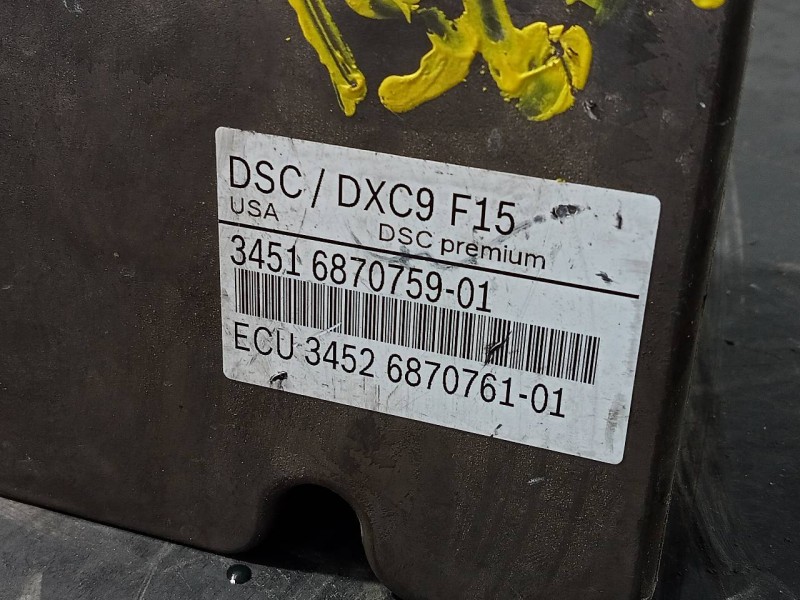 DSC / DXC9 F15
USA DSC premium
3451 6870759-01
ECU 3452 6870761-01